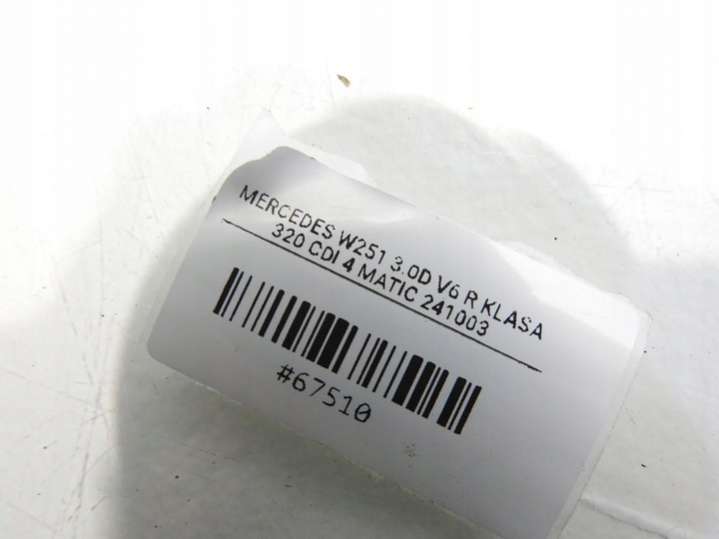 MERCEDES W251 3.0D V6 R KLASA
320 CDI 4 MATIC 241003
#67510